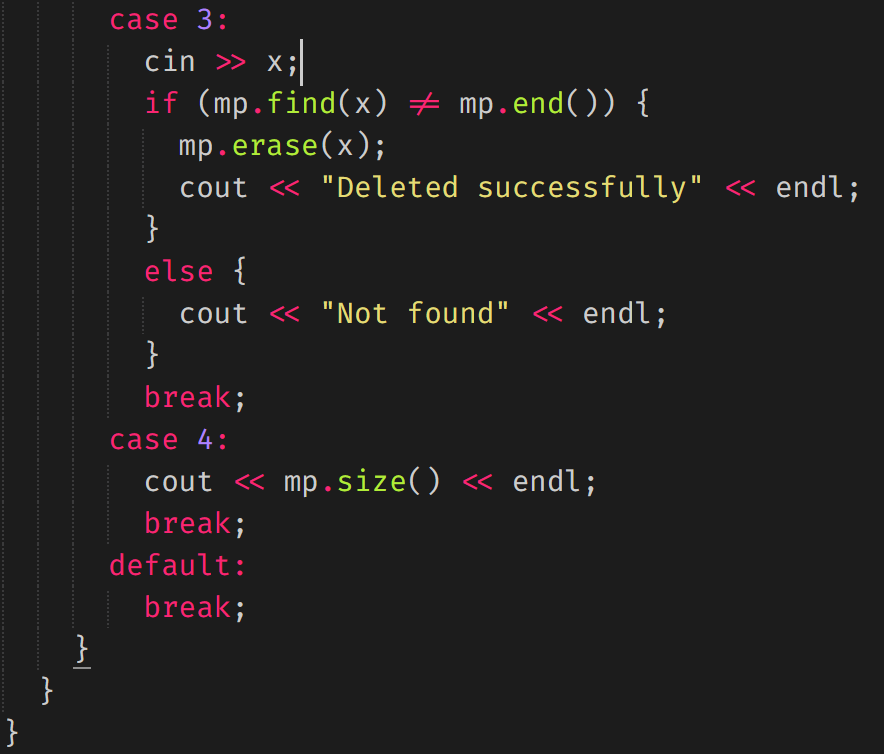 case 3:
cin >> x;
if (mp.find(x) != mp.end()) {
mp.erase(x);
cout << "Deleted successfully" << endl;
}
else {
cout << "Not found" << endl;
}
break;
case 4:
cout << mp.size() << endl;
break;
default:
break;
}
}
}